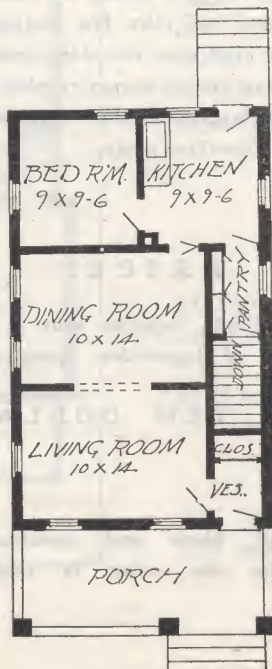 BED R'M.
9 X 9-6
KITCHEN
9 X 9-6
PANTRY
DINING ROOM
10 X 14
DOWN
LIVING ROOM
10 X 14
CLOS.
VES.
PORCH